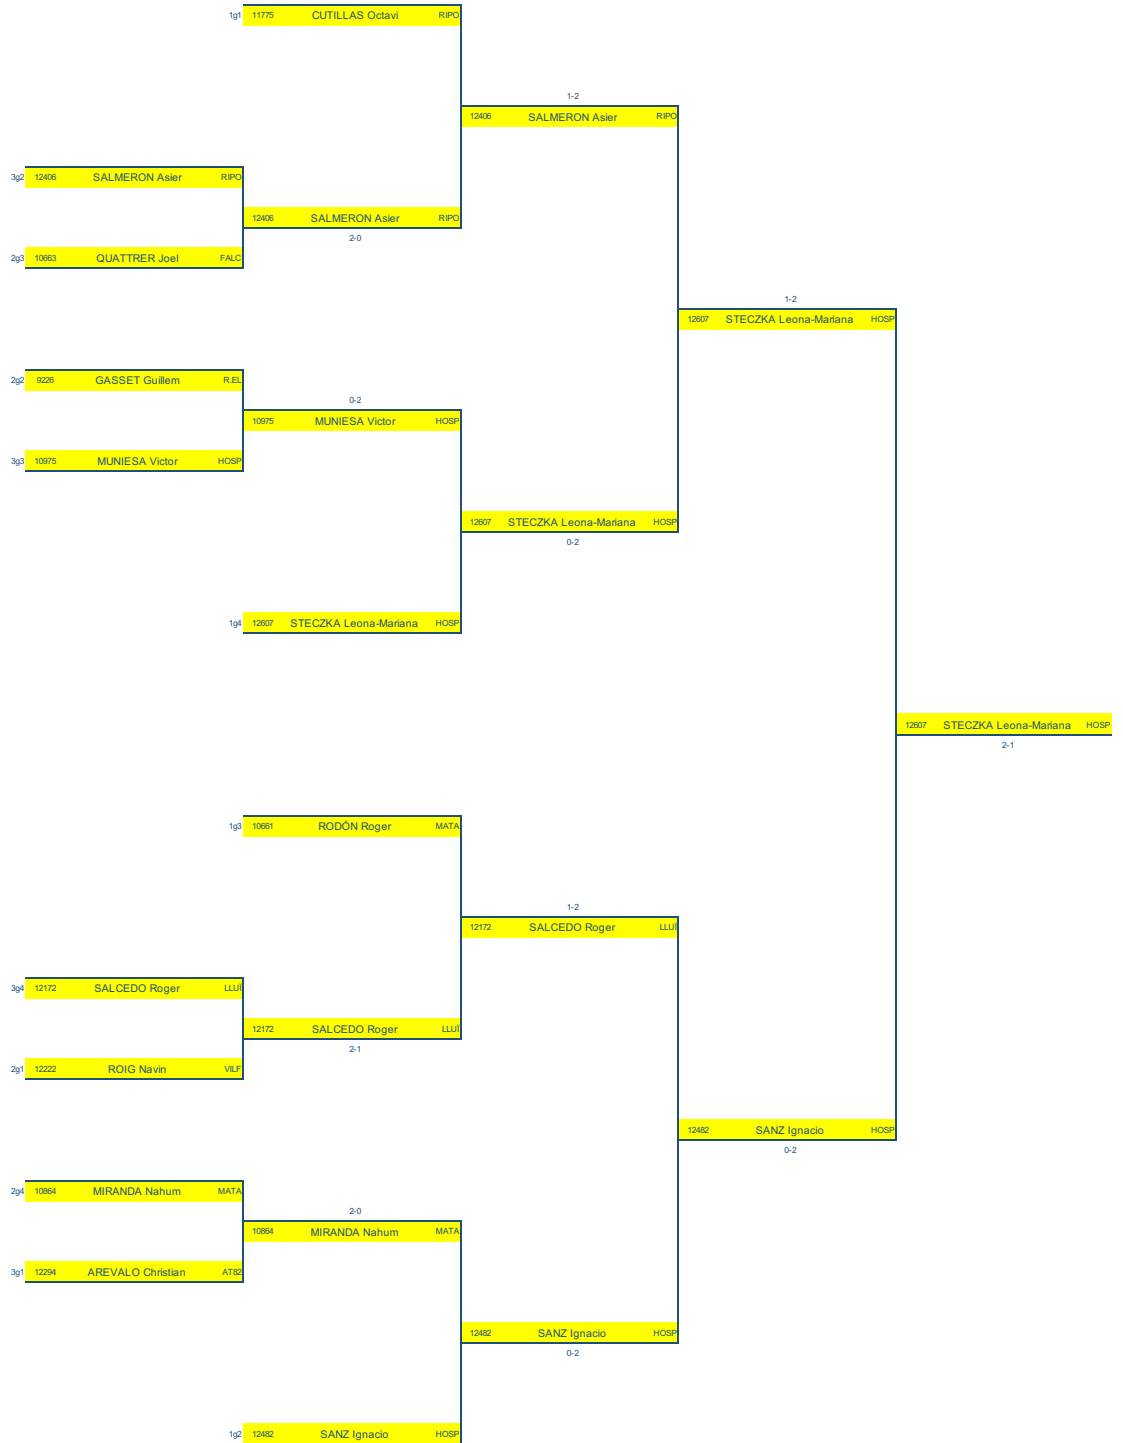 1g1 11775 CUTILLAS Octavi RIPO
1-2
12406 SALMERON Asier RIPO
3g2 12406 SALMERON Asier RIPO
12406 SALMERON Asier RIPO
2-0
2g3 10663 QUATTRER Joel FALC
1-2
12607 STECZKA Leona-Mariana HOSP
2g2 9226 GASSET Guillem R.EL
0-2
10975 MUNIESA Victor HOSP
3g3 10975 MUNIESA Victor HOSP
12607 STECZKA Leona-Mariana HOSP
0-2
1g4 12607 STECZKA Leona-Mariana HOSP
12607 STECZKA Leona-Mariana HOSP
2-1
1g3 10661 RODÓN Roger MATA
1-2
12172 SALCEDO Roger LLUÏ
3g4 12172 SALCEDO Roger LLUÏ
12172 SALCEDO Roger LLUÏ
2-1
2g1 12222 ROIG Navin VILF
12482 SANZ Ignacio HOSP
0-2
2g4 10864 MIRANDA Nahum MATA
2-0
10864 MIRANDA Nahum MATA
3g1 12294 AREVALO Christian AT82
12482 SANZ Ignacio HOSP
0-2
1g2 12482 SANZ Ignacio HOSP